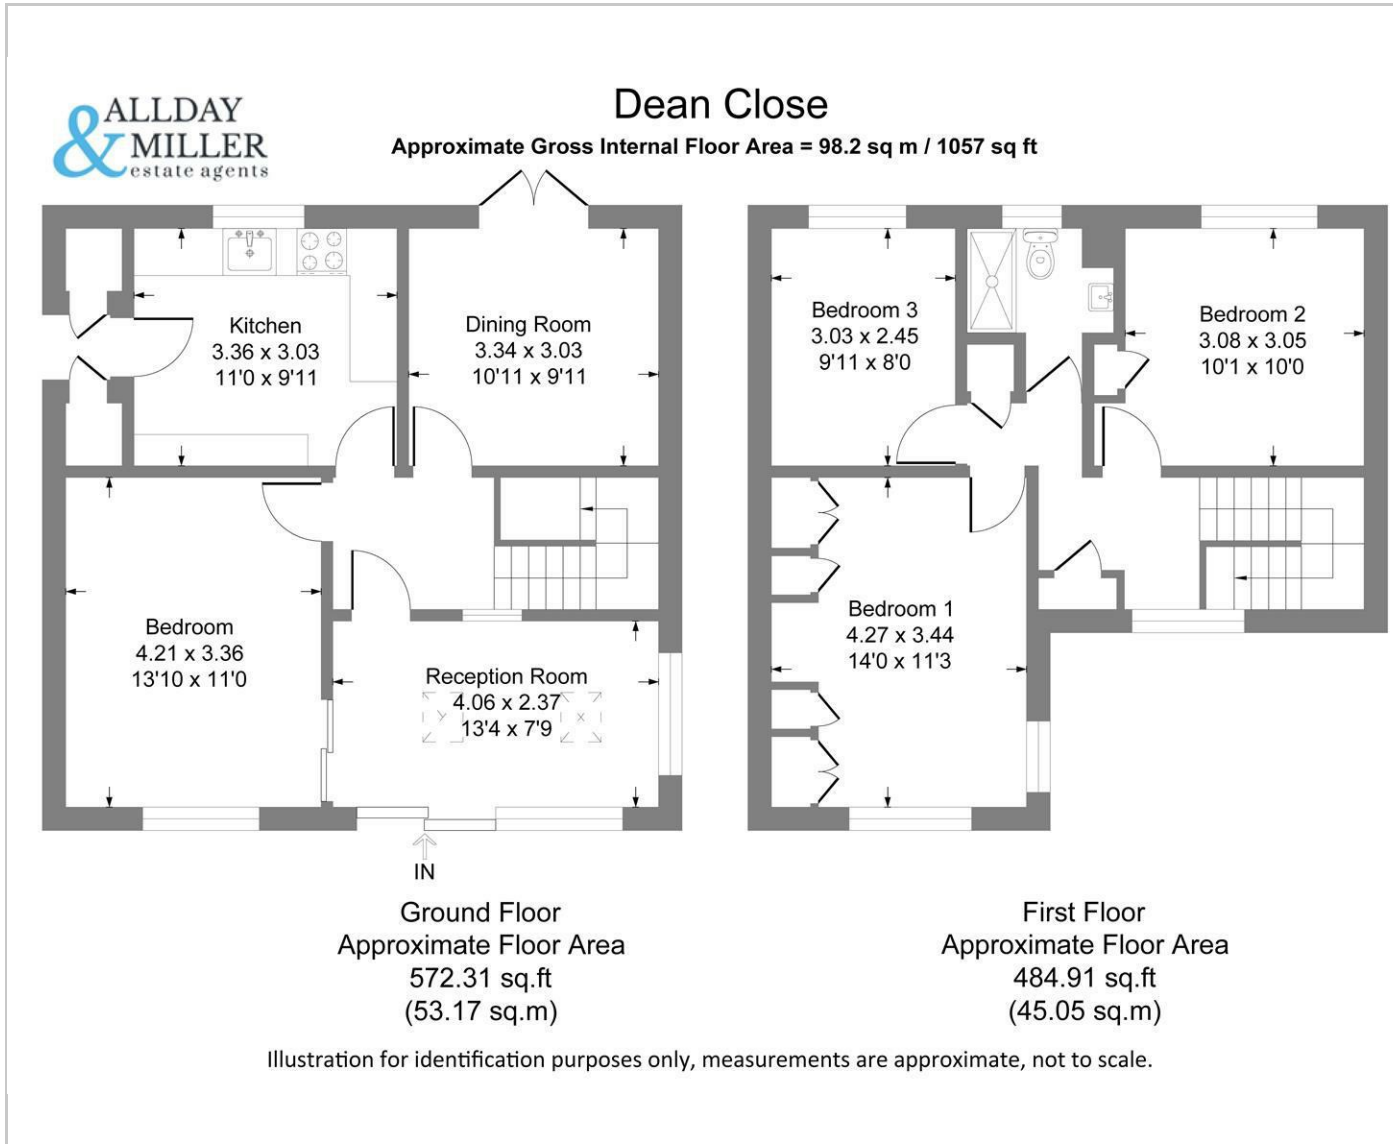 ALLDAY
& MILLER
estate agents
Dean Close
Approximate Gross Internal Floor Area = 98.2 sq m / 1057 sq ft
Kitchen
3.36 x 3.03
11'0 x 9'11
Dining Room
3.34 x 3.03
10'11 x 9'11
Bedroom
4.21 x 3.36
13'10 x 11'0
Reception Room
4.06 x 2.37
13'4 x 7'9
IN
Bedroom 3
3.03 x 2.45
9'11 x 8'0
Bedroom 2
3.08 x 3.05
10'1 x 10'0
Bedroom 1
4.27 x 3.44
14'0 x 11'3
Ground Floor
Approximate Floor Area
572.31 sq.ft
(53.17 sq.m)
First Floor
Approximate Floor Area
484.91 sq.ft
(45.05 sq.m)
Illustration for identification purposes only, measurements are approximate, not to scale.